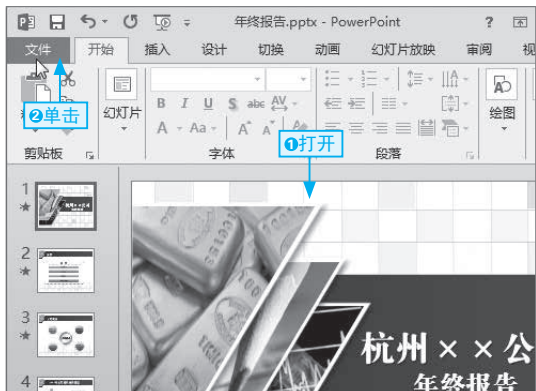 年终报告.pptx - PowerPoint ?
文件 开始 插入 设计 切换 动画 幻灯片放映 审阅 视
❷单击
幻灯片
B I U S abc AV
A Aa A A
绘图
❶打开
剪贴板 字体 段落
1
2
3
4
杭州××公
年终报告